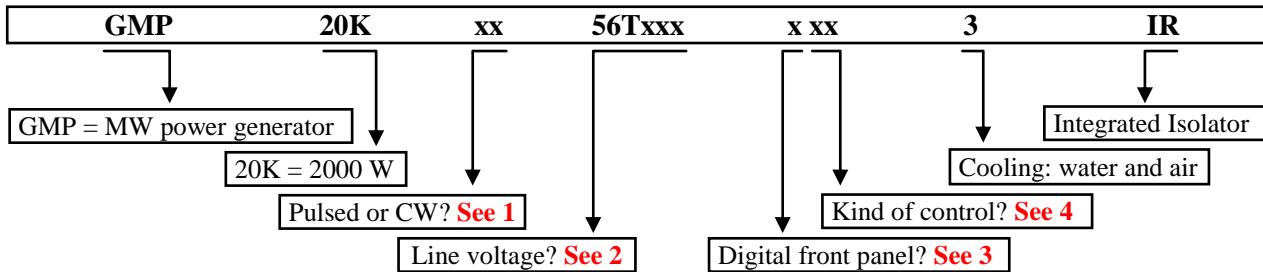 GMP 20K xx 56Txxx x xx 3 IR
GMP = MW power generator
Integrated Isolator
20K = 2000 W
Cooling: water and air
Pulsed or CW? See 1
Kind of control? See 4
Line voltage? See 2
Digital front panel? See 3